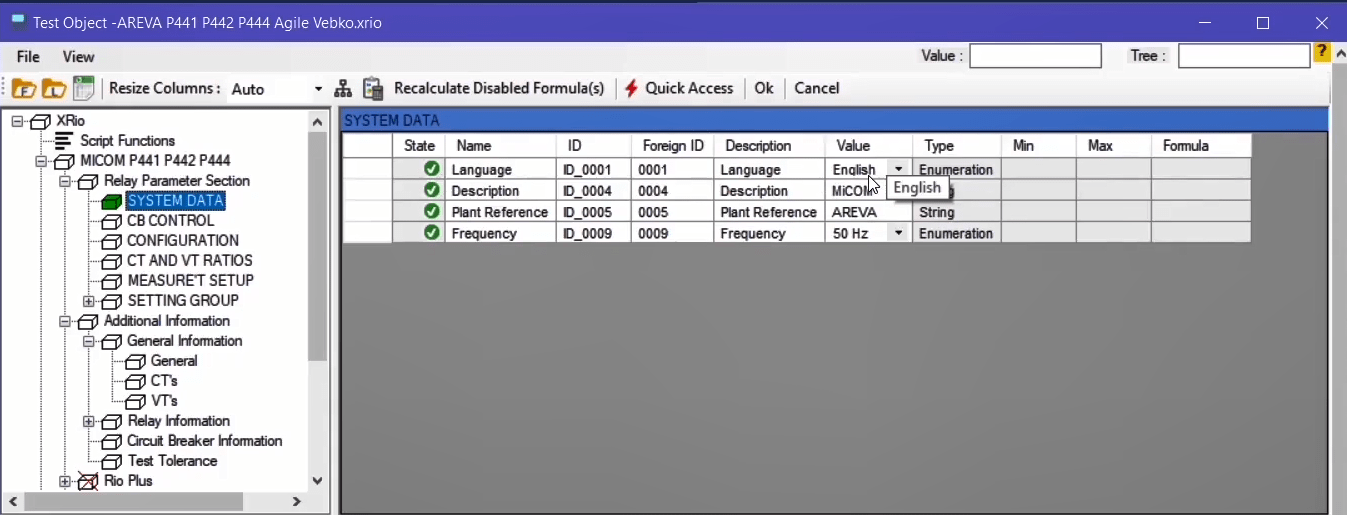 Test Object -AREVA P441 P442 P444 Agile Vebko.xrio
File View Value : Tree : ?
F L Resize Columns : Auto Recalculate Disabled Formula(s) Quick Access Ok Cancel
XRio
Script Functions
MICOM P441 P442 P444
Relay Parameter Section
SYSTEM DATA
CB CONTROL
CONFIGURATION
CT AND VT RATIOS
MEASURE'T SETUP
SETTING GROUP
Additional Information
General Information
General
CT's
VT's
Relay Information
Circuit Breaker Information
Test Tolerance
Rio Plus
SYSTEM DATA
State Name ID Foreign ID Description Value Type Min Max Formula
Language ID_0001 0001 Language English Enumeration
English
Description ID_0004 0004 Description
Plant Reference ID_0005 0005 Plant Reference AREVA String
Frequency ID_0009 0009 Frequency 50 Hz Enumeration